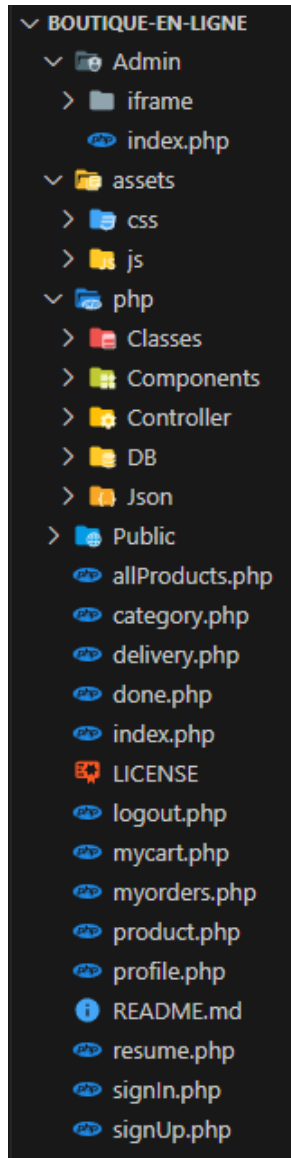 BOUTIQUE-EN-LIGNE
Admin
iframe
index.php
assets
css
js
php
Classes
Components
Controller
DB
Json
Public
allProducts.php
category.php
delivery.php
done.php
index.php
LICENSE
logout.php
mycart.php
myorders.php
product.php
profile.php
README.md
resume.php
signIn.php
signUp.php